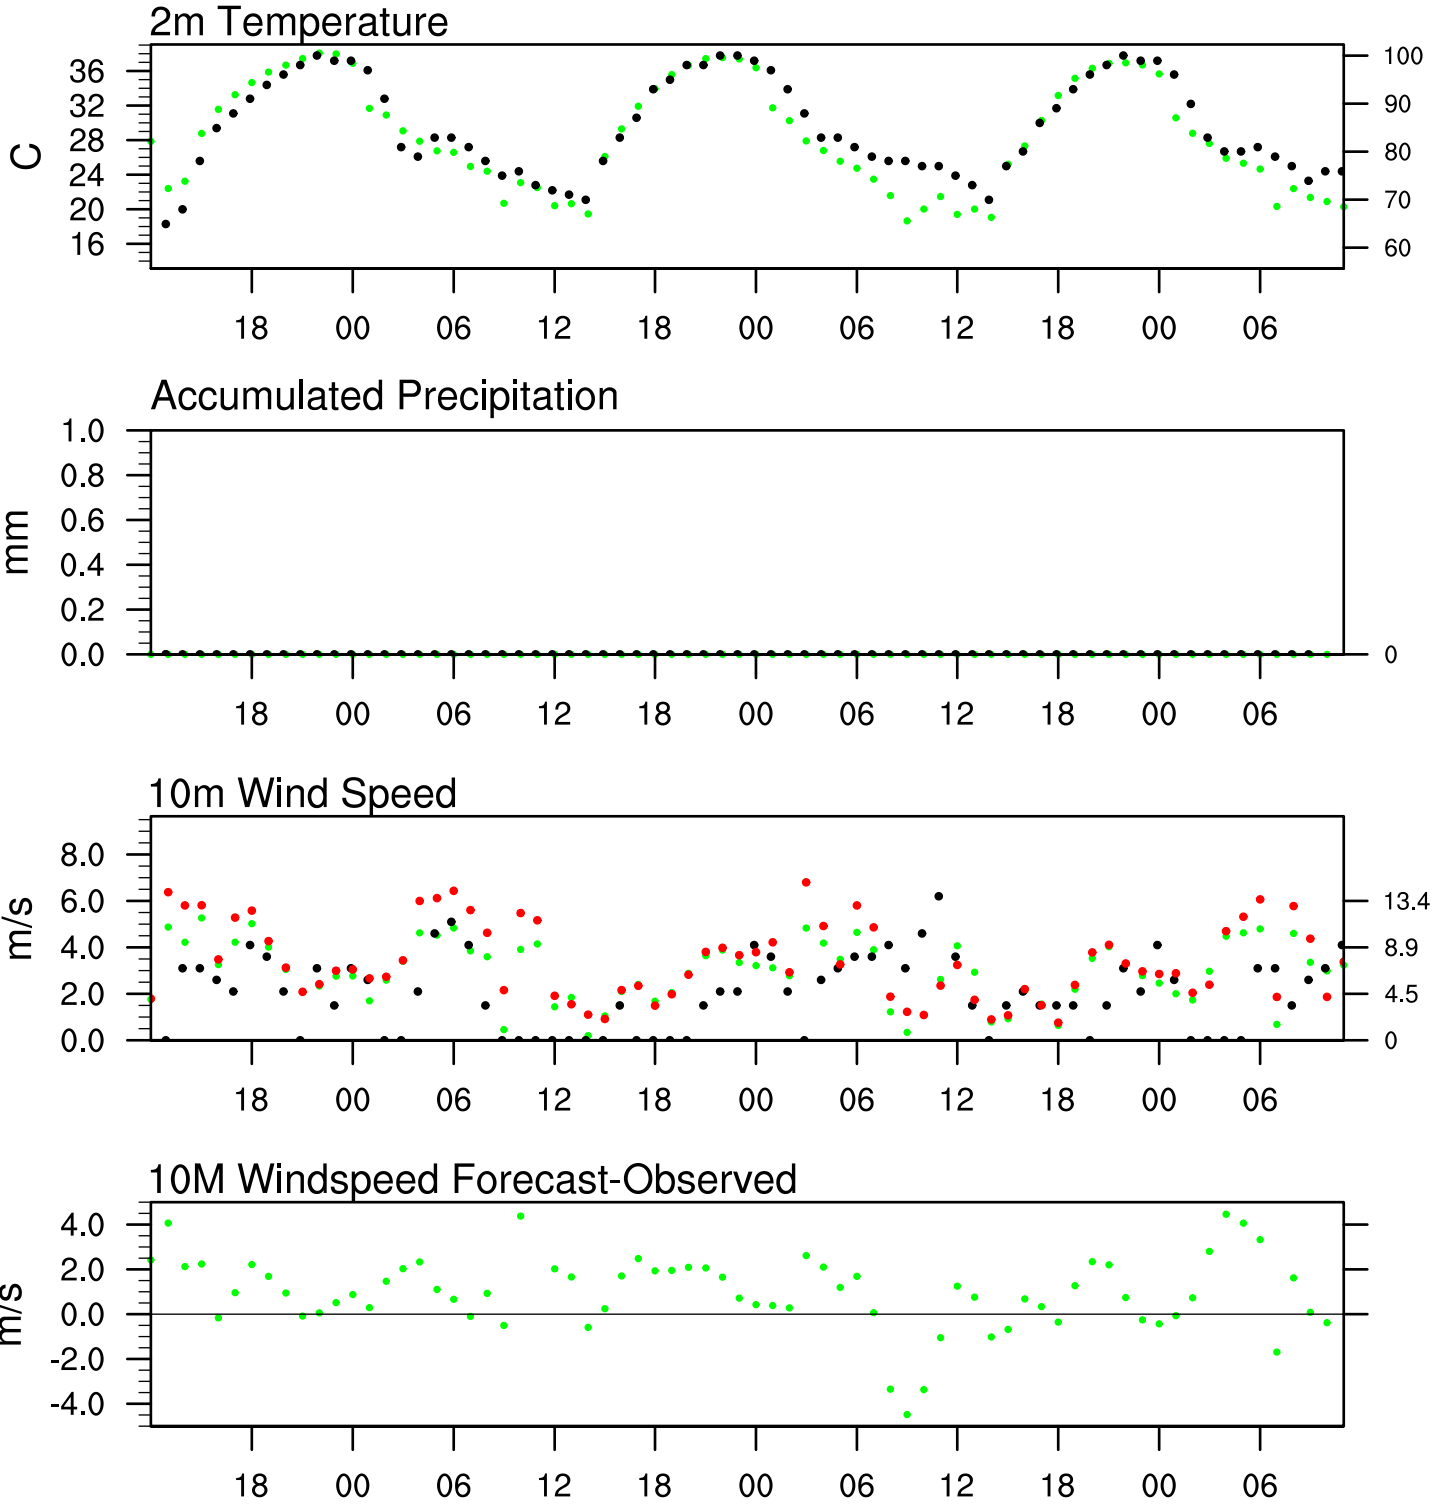 2m Temperature
C
36
32
28
24
20
16
100
90
80
70
60
18 00 06 12 18 00 06 12 18 00 06
Accumulated Precipitation
mm
1.0
0.8
0.6
0.4
0.2
0.0
0
18 00 06 12 18 00 06 12 18 00 06
10m Wind Speed
m/s
8.0
6.0
4.0
2.0
0.0
13.4
8.9
4.5
0
18 00 06 12 18 00 06 12 18 00 06
10M Windspeed Forecast-Observed
m/s
4.0
2.0
0.0
-2.0
-4.0
18 00 06 12 18 00 06 12 18 00 06